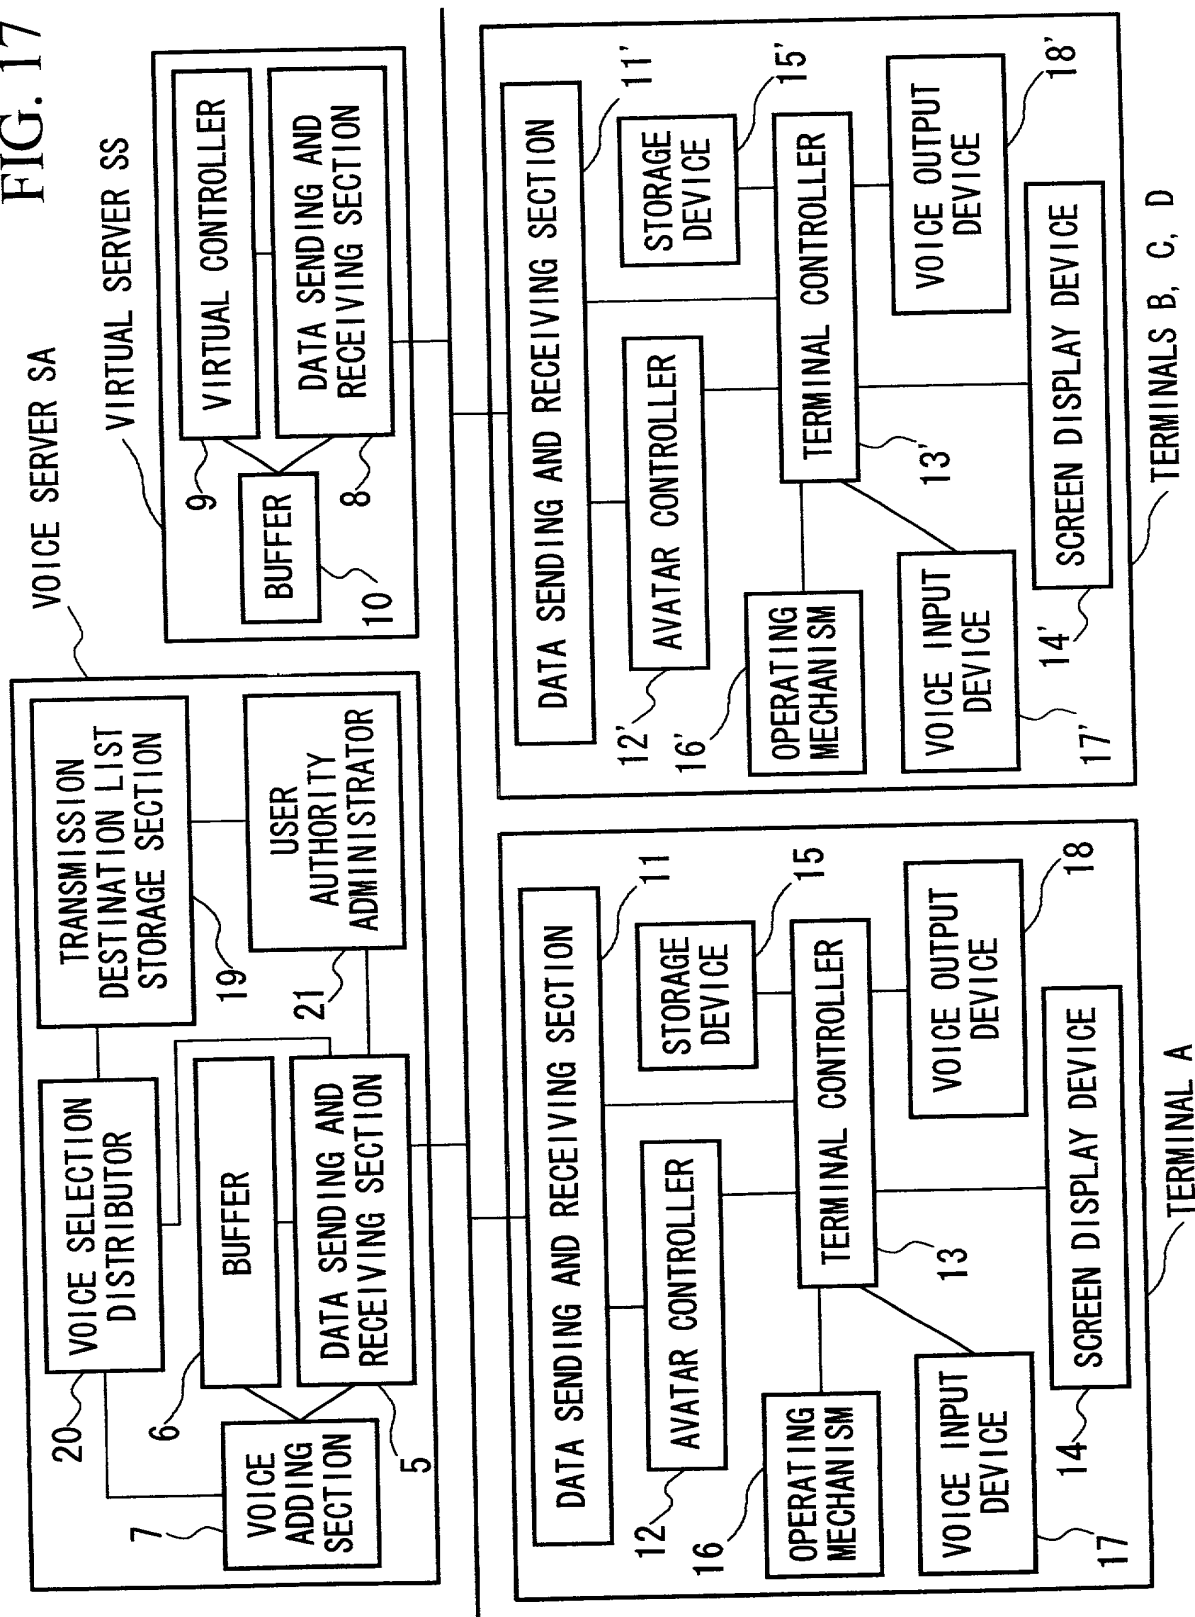 FIG. 17
VOICE SERVER SA
TRANSMISSION
DESTINATION LIST
STORAGE SECTION
19
USER
AUTHORITY
ADMINISTRATOR
21
VOICE SELECTION
DISTRIBUTOR
20
BUFFER
6
DATA SENDING AND
RECEIVING SECTION
5
VOICE
ADDING
SECTION
7
VIRTUAL SERVER SS
VIRTUAL CONTROLLER
9
DATA SENDING AND
RECEIVING SECTION
8
BUFFER
10
DATA SENDING AND RECEIVING SECTION
11
AVATAR CONTROLLER
12
STORAGE
DEVICE
15
OPERATING
MECHANISM
16
TERMINAL CONTROLLER
13
VOICE INPUT
DEVICE
17
VOICE OUTPUT
DEVICE
18
SCREEN DISPLAY DEVICE
14
TERMINAL A
DATA SENDING AND RECEIVING SECTION
11'
AVATAR CONTROLLER
12'
STORAGE
DEVICE
15'
OPERATING
MECHANISM
16'
TERMINAL CONTROLLER
13'
VOICE INPUT
DEVICE
17'
VOICE OUTPUT
DEVICE
18'
SCREEN DISPLAY DEVICE
14'
TERMINALS B, C, D